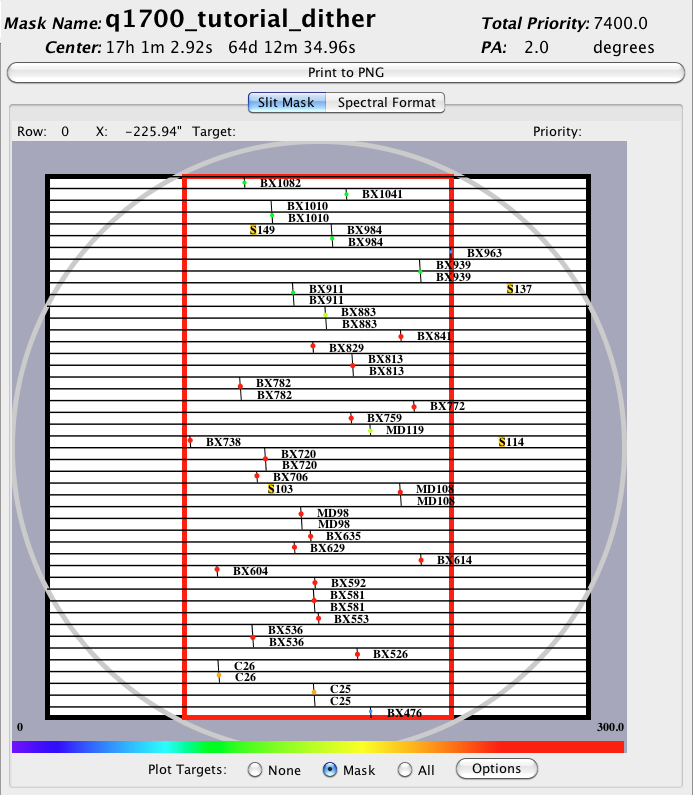 Mask Name: q1700_tutorial_dither Total Priority: 7400.0
Center: 17h 1m 2.92s 64d 12m 34.96s PA: 2.0 degrees
Print to PNG
Slit Mask Spectral Format
Row: 0 X: -225.94" Target: Priority:
BX1082
BX1041
BX1010
BX1010
S149 BX984
BX984
BX963
BX939
BX939
BX911 S137
BX911
BX883
BX883
BX841
BX829
BX813
BX813
BX782
BX782
BX772
BX759
MD119
BX738 S114
BX720
BX720
BX706
S103 MD108
MD108
MD98
MD98
BX635
BX629
BX614
BX604
BX592
BX581
BX581
BX553
BX536
BX536
BX526
C26
C26
C25
C25
BX476
0 300.0
Plot Targets: None Mask All Options